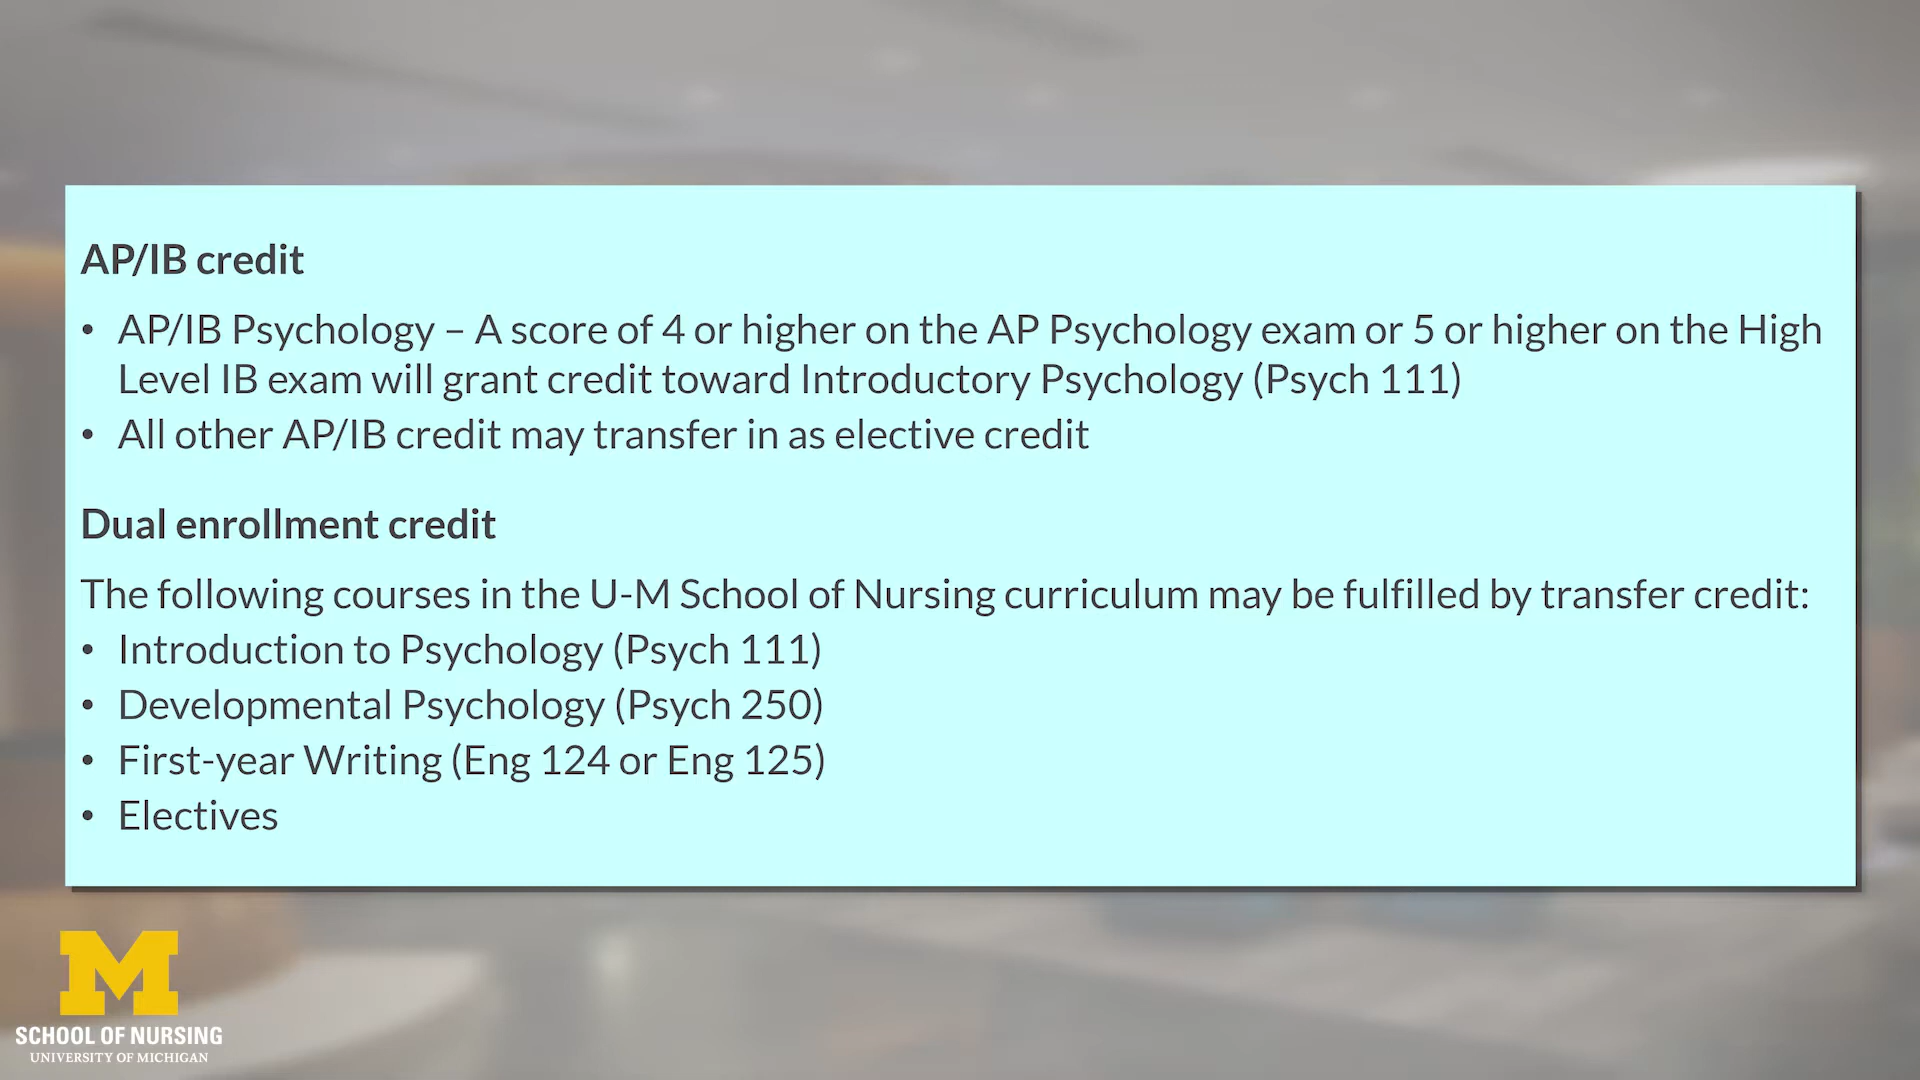 AP/IB credit
• AP/IB Psychology – A score of 4 or higher on the AP Psychology exam or 5 or higher on the High
Level IB exam will grant credit toward Introductory Psychology (Psych 111)
• All other AP/IB credit may transfer in as elective credit
Dual enrollment credit
The following courses in the U-M School of Nursing curriculum may be fulfilled by transfer credit:
• Introduction to Psychology (Psych 111)
• Developmental Psychology (Psych 250)
• First-year Writing (Eng 124 or Eng 125)
• Electives
M
SCHOOL OF NURSING
UNIVERSITY OF MICHIGAN